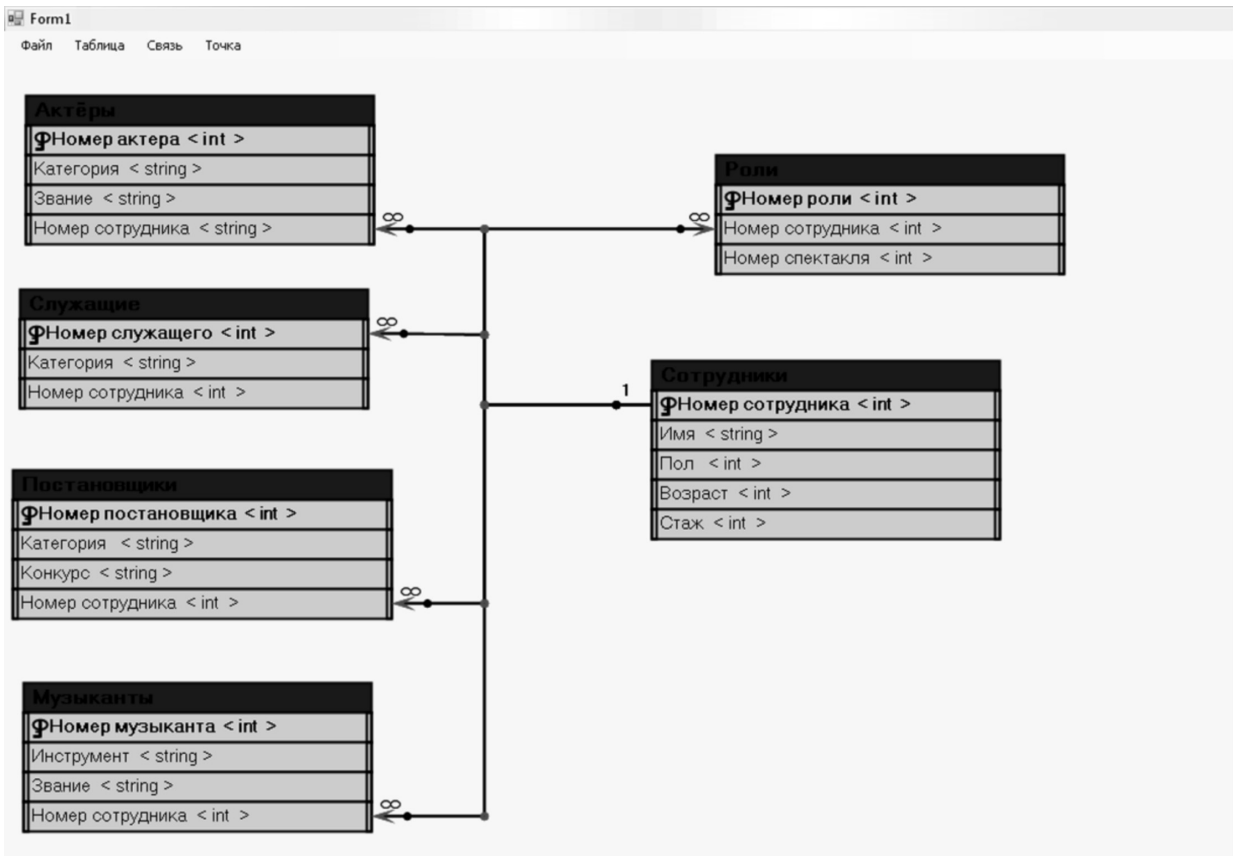 Form1
Файл Таблица Связь Точка
Актёры
Номер актера < int >
Категория < string >
Звание < string >
Номер сотрудника < string >
∞
∞
Роли
Номер роли < int >
Номер сотрудника < int >
Номер спектакля < int >
Служащие
Номер служащего < int >
Категория < string >
Номер сотрудника < int >
∞
1
Сотрудники
Номер сотрудника < int >
Имя < string >
Пол < int >
Возраст < int >
Стаж < int >
Постановщики
Номер постановщика < int >
Категория < string >
Конкурс < string >
Номер сотрудника < int >
∞
Музыканты
Номер музыканта < int >
Инструмент < string >
Звание < string >
Номер сотрудника < int >
∞